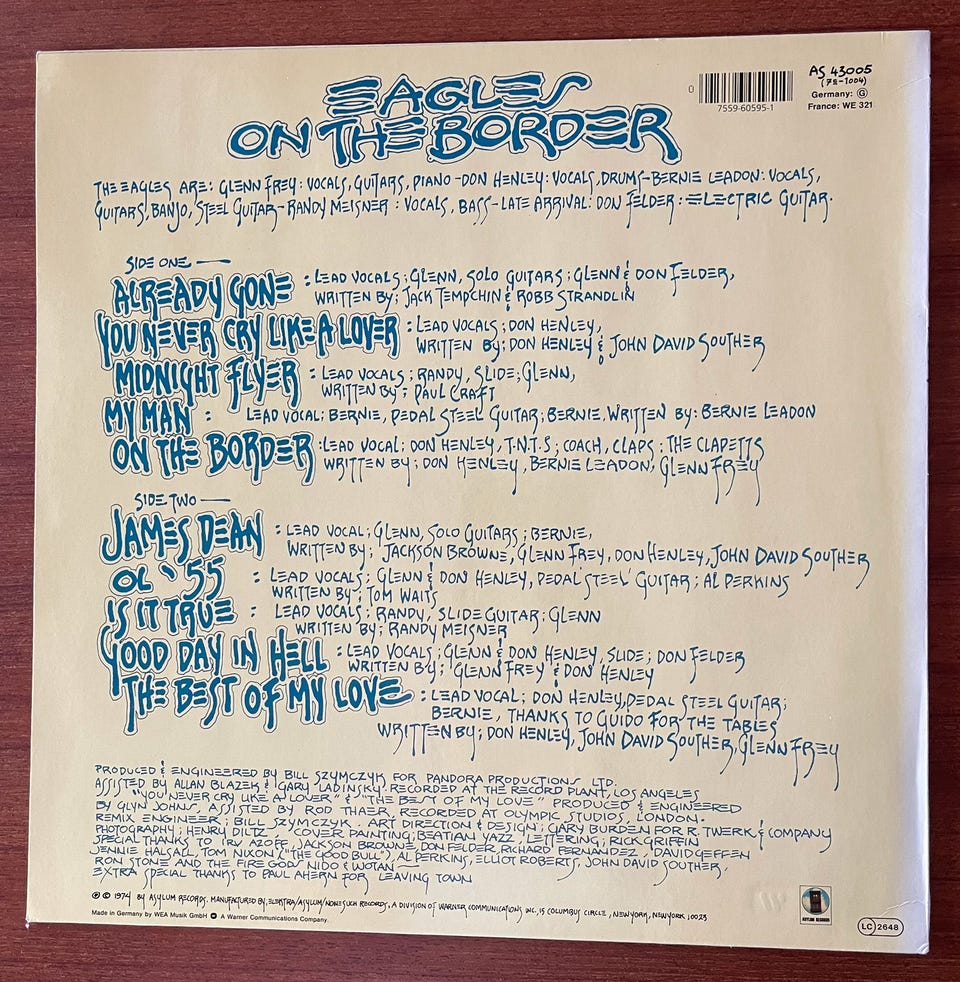 EAGLES
ON THE BORDER
0
7559-60595-1
AS 43005
(7E-1004)
Germany: G
France: WE 321
THE EAGLES ARE: GLENN FREY: VOCALS, GUITARS, PIANO - DON HENLEY: VOCALS, DRUMS - BERNIE LEADON: VOCALS,
GUITARS, BANJO, STEEL GUITAR - RANDY MEISNER: VOCALS, BASS - LATE ARRIVAL: DON FELDER: ELECTRIC GUITAR.
SIDE ONE —
ALREADY GONE : LEAD VOCALS; GLENN, SOLO GUITARS; GLENN & DON FELDER,
WRITTEN BY; JACK TEMPCHIN & ROBB STRANDLIN
YOU NEVER CRY LIKE A LOVER : LEAD VOCALS; DON HENLEY,
WRITTEN BY; DON HENLEY & JOHN DAVID SOUTHER
MIDNIGHT FLYER : LEAD VOCALS; RANDY, SLIDE; GLENN,
WRITTEN BY; PAUL CRAFT
MY MAN : LEAD VOCAL; BERNIE, PEDAL STEEL GUITAR; BERNIE, WRITTEN BY: BERNIE LEADON
ON THE BORDER : LEAD VOCAL; DON HENLEY, T.N.T.S; COACH, CLAPS; THE CLAPETTS
WRITTEN BY; DON HENLEY, BERNIE LEADON, GLENN FREY
SIDE TWO —
JAMES DEAN : LEAD VOCAL; GLENN, SOLO GUITARS; BERNIE,
WRITTEN BY; JACKSON BROWNE, GLENN FREY, DON HENLEY, JOHN DAVID SOUTHER
OL '55 : LEAD VOCALS; GLENN & DON HENLEY, PEDAL STEEL GUITAR; AL PERKINS
WRITTEN BY; TOM WAITS
IS IT TRUE : LEAD VOCALS; RANDY, SLIDE GUITAR: GLENN
WRITTEN BY; RANDY MEISNER
GOOD DAY IN HELL : LEAD VOCALS; GLENN & DON HENLEY, SLIDE; DON FELDER
WRITTEN BY; GLENN FREY & DON HENLEY
THE BEST OF MY LOVE : LEAD VOCAL; DON HENLEY, PEDAL STEEL GUITAR;
BERNIE, THANKS TO GUIDO FOR THE TABLES
WRITTEN BY; DON HENLEY, JOHN DAVID SOUTHER, GLENN FREY
PRODUCED & ENGINEERED BY BILL SZYMCZYK FOR PANDORA PRODUCTIONS LTD.
ASSISTED BY ALLAN BLAZEK & GARY LADINSKY. RECORDED AT THE RECORD PLANT, LOS ANGELES
"YOU NEVER CRY LIKE A LOVER" & "THE BEST OF MY LOVE" PRODUCED & ENGINEERED
BY GLYN JOHNS, ASSISTED BY ROD THAER, RECORDED AT OLYMPIC STUDIOS, LONDON.
REMIX ENGINEER; BILL SZYMCZYK. ART DIRECTION & DESIGN; GARY BURDEN FOR R. TWERK & COMPANY
PHOTOGRAPHY; HENRY DILTZ, COVER PAINTING; BEATIAN YAZZ, LETTERING; RICK GRIFFIN
SPECIAL THANKS TO IRV AZOFF, JACKSON BROWNE, DON FELDER, RICHARD FERNANDEZ, DAVID GEFFEN
JENNIE HALSALL, TOM NIXON ("THE GOOD BULL"), AL PERKINS, ELLIOT ROBERTS, JOHN DAVID SOUTHER,
RON STONE AND THE FIRE GODS NIDO & WOTAN —
EXTRA SPECIAL THANKS TO PAUL AHERN FOR LEAVING TOWN
℗ © 1974 BY ASYLUM RECORDS. MANUFACTURED BY, ELEKTRA/ASYLUM/NONESUCH RECORDS, A DIVISION OF WARNER COMMUNICATIONS INC, 15 COLUMBUS CIRCLE, NEW YORK, NEW YORK 10023
Made in Germany by WEA Musik GmbH A Warner Communications Company.
ASYLUM RECORDS
LC 2648